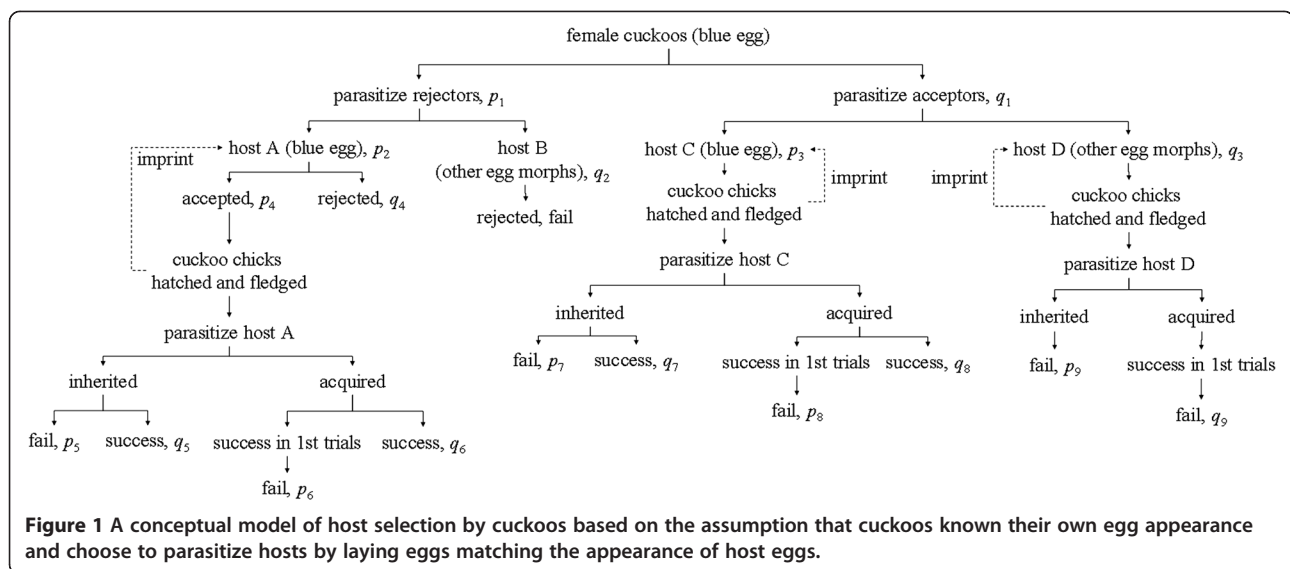 female cuckoos (blue egg)
parasitize rejectors, p1
parasitize acceptors, q1
imprint
host A (blue egg), p2
host B
(other egg morphs), q2
host C (blue egg), p3
imprint
imprint
host D (other egg morphs), q3
accepted, p4
rejected, q4
rejected, fail
cuckoo chicks
hatched and fledged
cuckoo chicks
hatched and fledged
cuckoo chicks
hatched and fledged
parasitize host A
parasitize host C
parasitize host D
inherited
acquired
inherited
acquired
inherited
acquired
fail, p5
success, q5
success in 1st trials
success, q6
fail, p6
fail, p7
success, q7
success in 1st trials
success, q8
fail, p8
fail, p9
success in 1st trials
fail, q9
Figure 1 A conceptual model of host selection by cuckoos based on the assumption that cuckoos known their own egg appearance
and choose to parasitize hosts by laying eggs matching the appearance of host eggs.